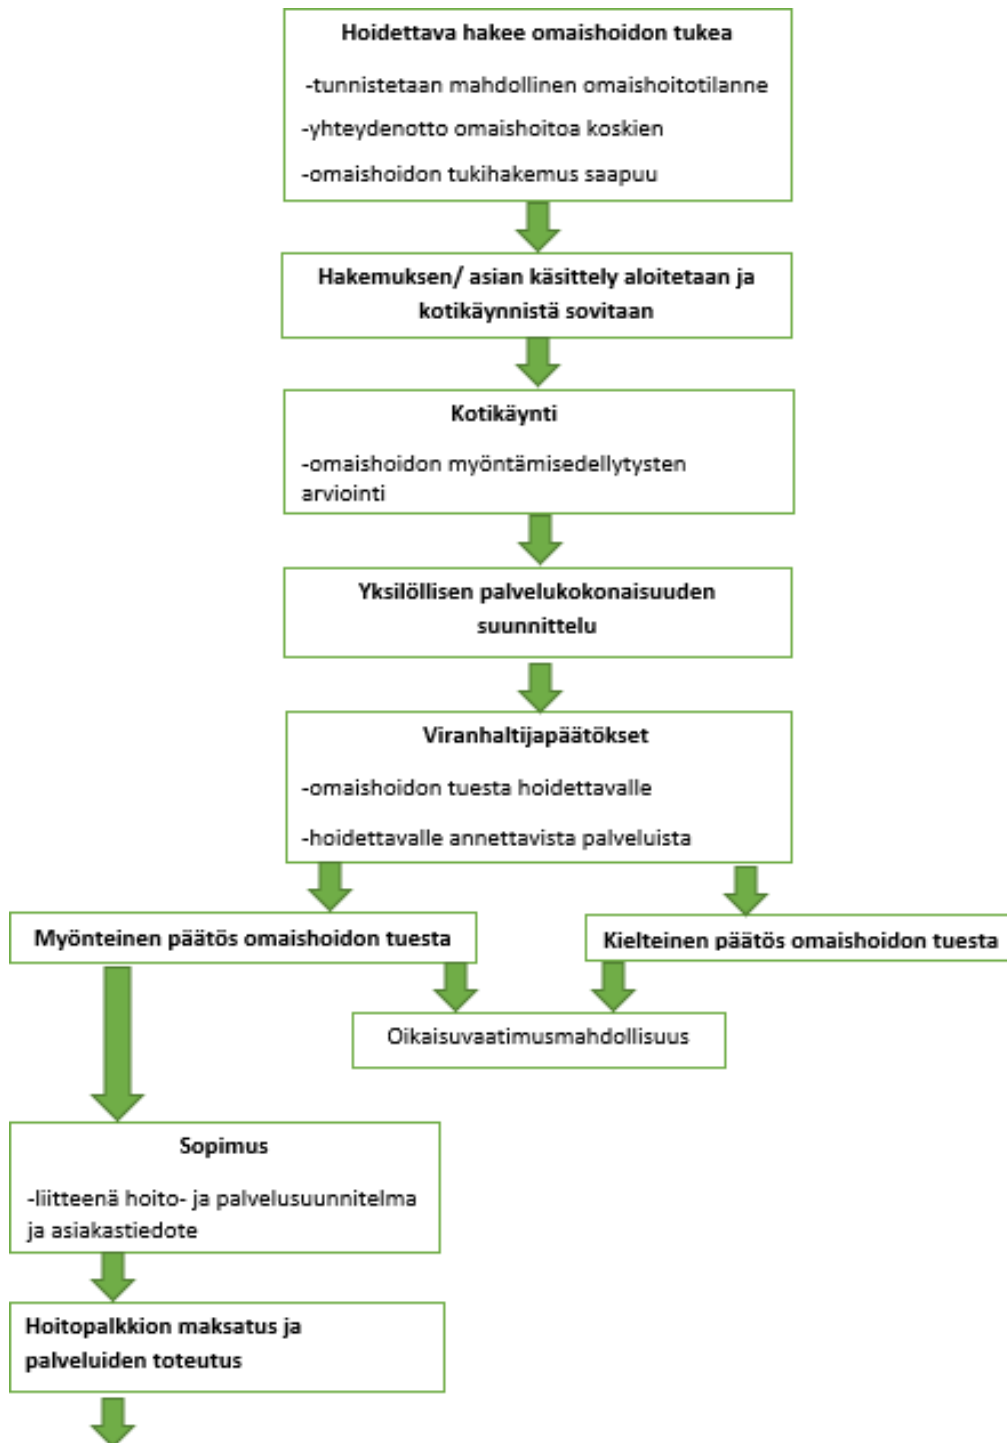 Hoidettava hakee omaishoidon tukea
-tunnistetaan mahdollinen omaishoitotilanne
-yhteydenotto omaishoitoa koskien
-omaishoidon tukihakemus saapuu
Hakemuksen/ asian käsittely aloitetaan ja
kotikäynnistä sovitaan
Kotikäynti
-omaishoidon myöntämisedellytysten
arviointi
Yksilöllisen palvelukokonaisuuden
suunnittelu
Viranhaltijapäätökset
-omaishoidon tuesta hoidettavalle
-hoidettavalle annettavista palveluista
Myönteinen päätös omaishoidon tuesta
Kielteinen päätös omaishoidon tuesta
Oikaisuvaatimusmahdollisuus
Sopimus
-liitteenä hoito- ja palvelusuunnitelma
ja asiakastiedote
Hoitopalkkion maksatus ja
palveluiden toteutus